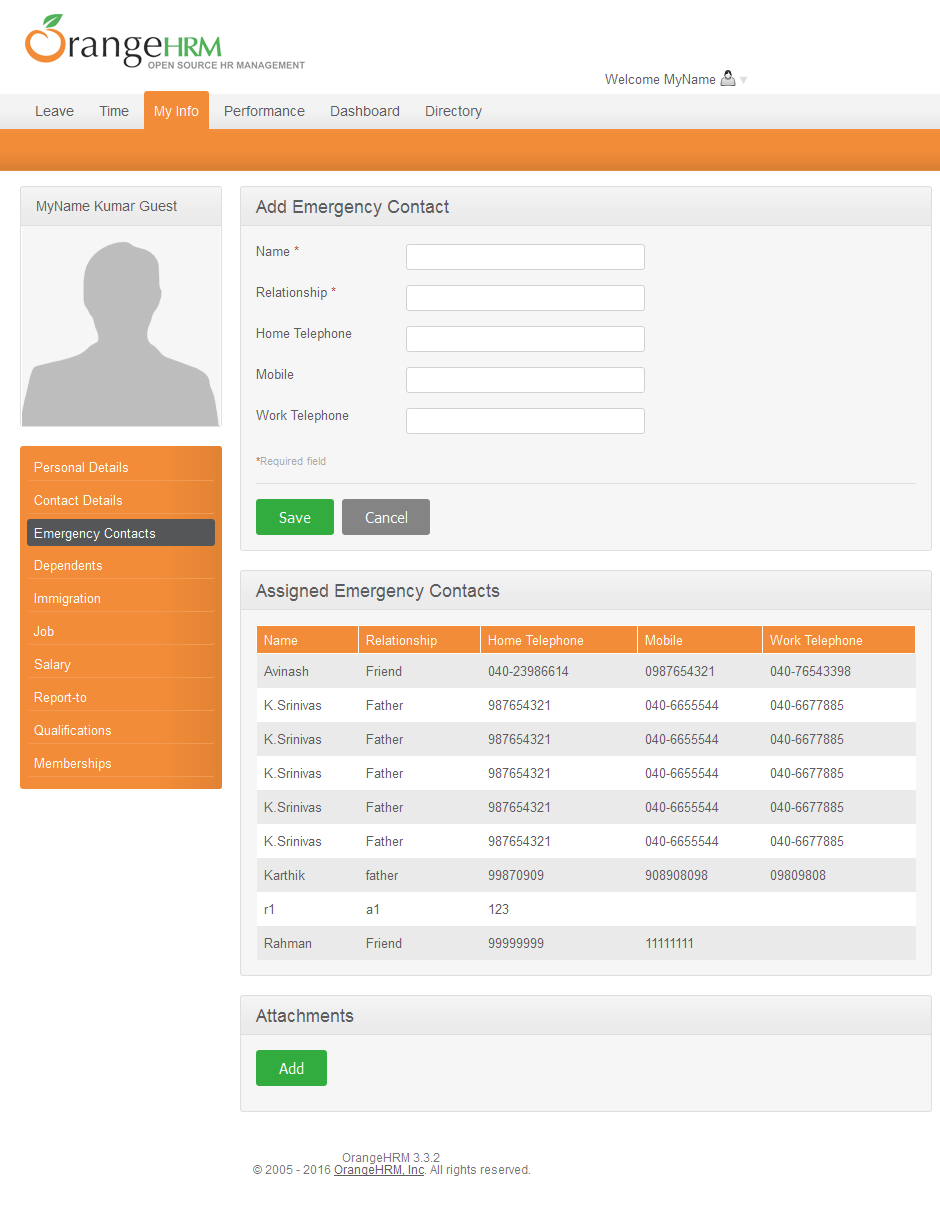 OrangeHRM
OPEN SOURCE HR MANAGEMENT
Welcome MyName
Leave Time My Info Performance Dashboard Directory
MyName Kumar Guest
Personal Details
Contact Details
Emergency Contacts
Dependents
Immigration
Job
Salary
Report-to
Qualifications
Memberships
Add Emergency Contact
Name *
Relationship *
Home Telephone
Mobile
Work Telephone
*Required field
Save Cancel
Assigned Emergency Contacts
Name Relationship Home Telephone Mobile Work Telephone
Avinash Friend 040-23986614 0987654321 040-76543398
K.Srinivas Father 987654321 040-6655544 040-6677885
K.Srinivas Father 987654321 040-6655544 040-6677885
K.Srinivas Father 987654321 040-6655544 040-6677885
K.Srinivas Father 987654321 040-6655544 040-6677885
K.Srinivas Father 987654321 040-6655544 040-6677885
Karthik father 99870909 908908098 09809808
r1 a1 123
Rahman Friend 99999999 11111111
Attachments
Add
OrangeHRM 3.3.2
© 2005 - 2016 OrangeHRM, Inc. All rights reserved.